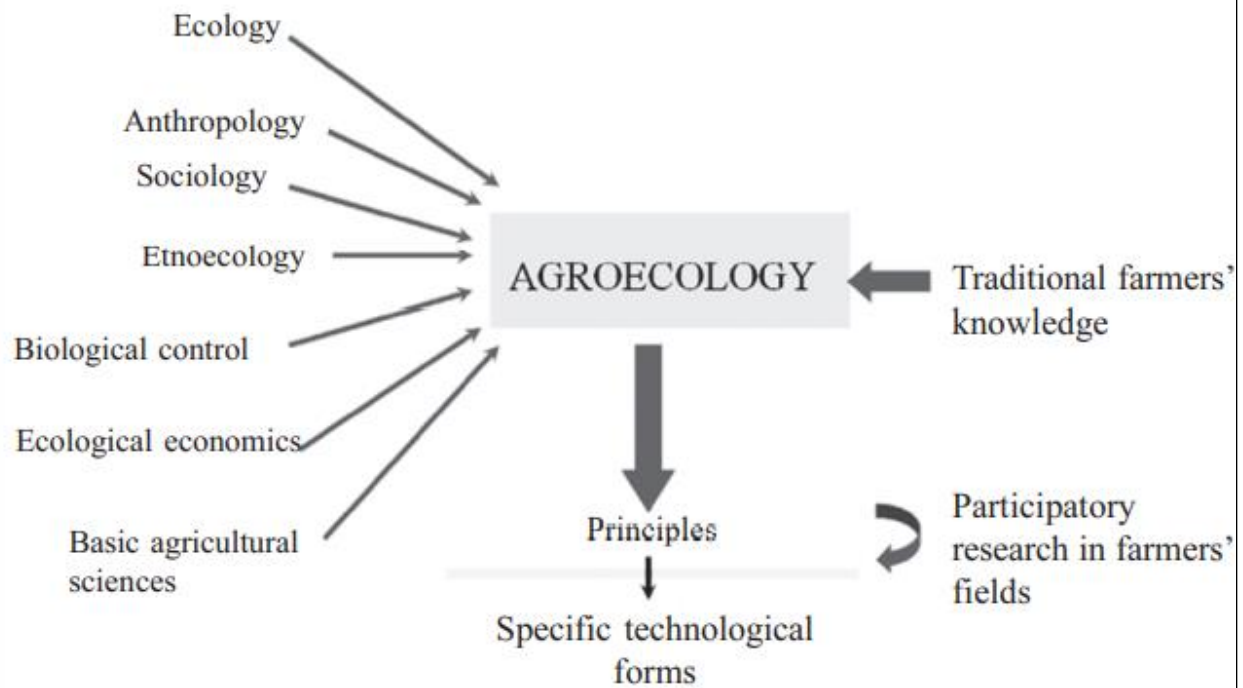 Ecology
Anthropology
Sociology
Etnoecology
Biological control
Ecological economics
Basic agricultural
sciences
AGROECOLOGY
Traditional farmers'
knowledge
Principles
Participatory
research in farmers'
fields
Specific technological
forms